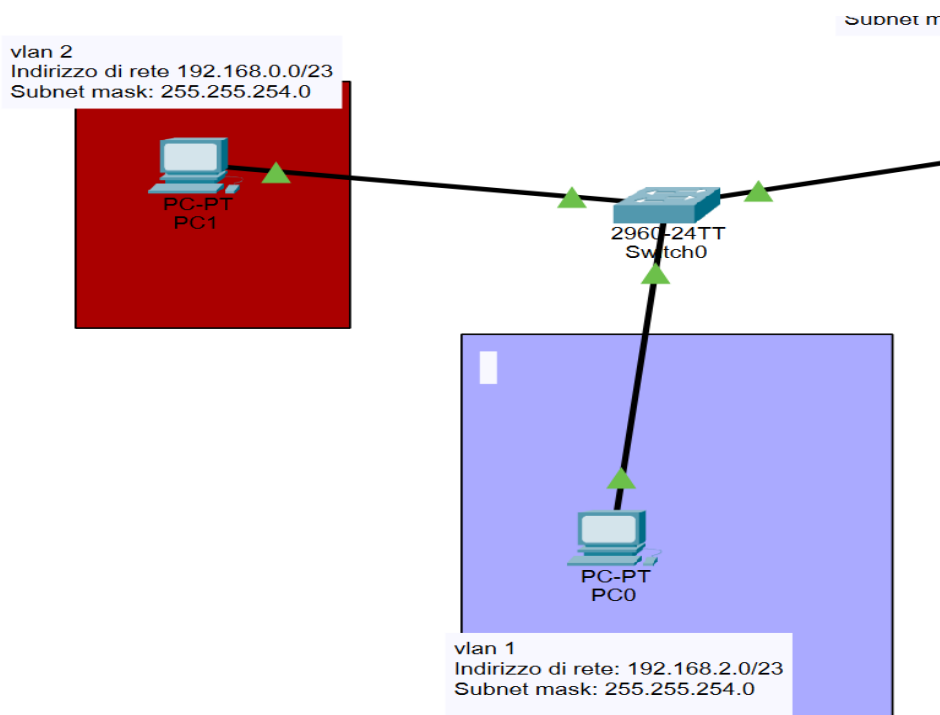 Subnet m
vlan 2
Indirizzo di rete 192.168.0.0/23
Subnet mask: 255.255.254.0
PC-PT
PC1
2960-24TT
Switch0
PC-PT
PC0
vlan 1
Indirizzo di rete: 192.168.2.0/23
Subnet mask: 255.255.254.0